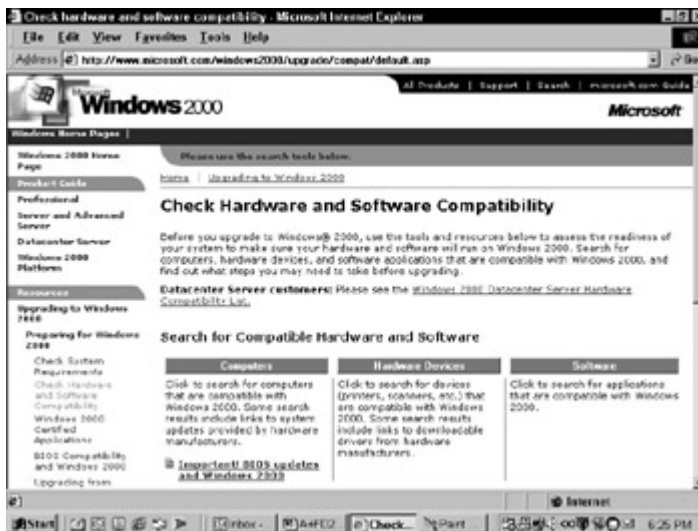 Check hardware and software compatibility - Microsoft Internet Explorer
File Edit View Favorites Tools Help
Address http://www.microsoft.com/windows2000/upgrade/compat/default.asp Go
All Products | Support | Search | microsoft.com Guide
Microsoft
Windows 2000
Microsoft
Windows Home Pages |
Windows 2000 Home
Page
Product Guide
Professional
Server and Advanced
Server
Datacenter Server
Windows 2000
Platform
Resources
Upgrading to Windows
2000
Preparing for Windows
2000
Check System
Requirements
Check Hardware
and Software
Compatibility
Windows 2000
Certified
Applications
BIOS Compatibility
and Windows 2000
Upgrading from
Please use the search tools below.
Home | Upgrading to Windows 2000
Check Hardware and Software Compatibility
Before you upgrade to Windows® 2000, use the tools and resources below to assess the readiness of
your system to make sure your hardware and software will run on Windows 2000. Search for
computers, hardware devices, and software applications that are compatible with Windows 2000, and
find out what steps you may need to take before upgrading.
Datacenter Server customers: Please see the Windows 2000 Datacenter Server Hardware
Compatibility List.
Search for Compatible Hardware and Software
Computers
Click to search for computers
that are compatible with
Windows 2000. Some search
results include links to system
updates provided by hardware
manufacturers.
Important! BIOS updates
and Windows 2000
Hardware Devices
Click to search for devices
(printers, scanners, etc.) that
are compatible with Windows
2000. Some search results
include links to downloadable
drivers from hardware
manufacturers.
Software
Click to search for applications
that are compatible with Windows
2000.
Internet
Start Inbox - Check... Paint 6:25 PM